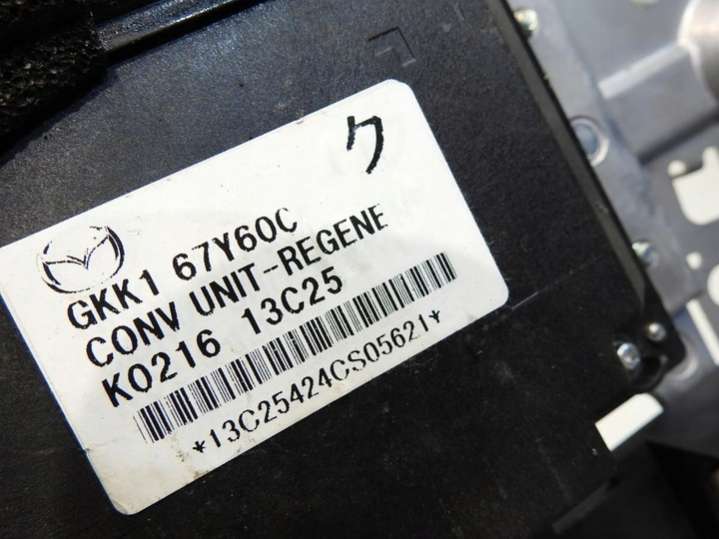 ク
GKK1 67Y60C
CONV UNIT-REGENE
K0216 13C25
*13C25424CS05621*